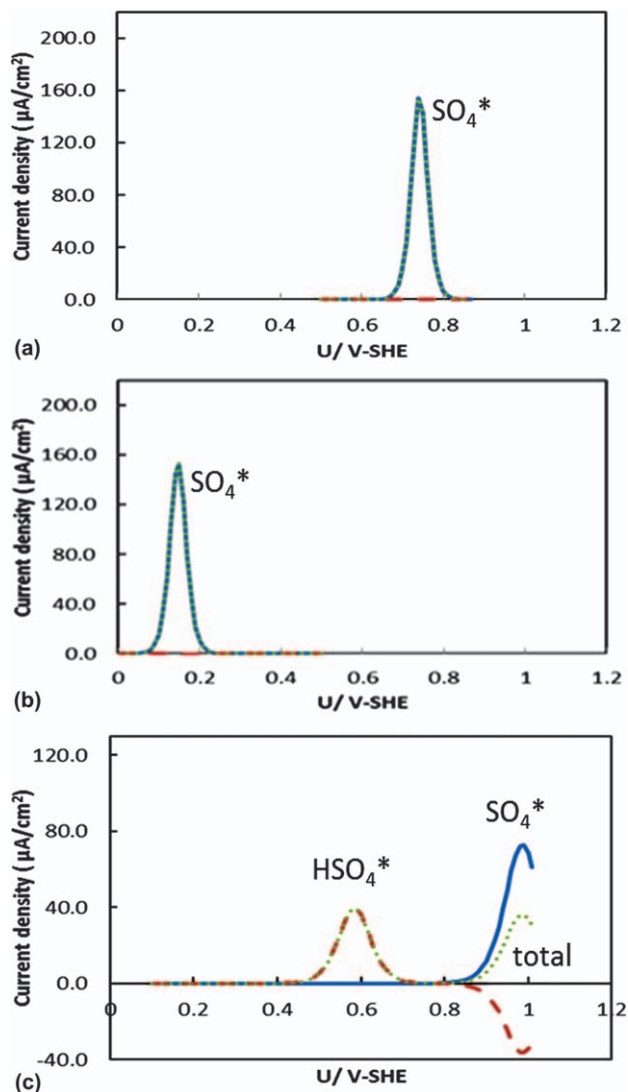 Current density ( µA/cm²)
200.0
160.0
120.0
80.0
40.0
0.0
SO₄*
0 0.2 0.4 0.6 0.8 1 1.2
U/ V-SHE
(a)
Current density ( µA/cm²)
200.0
160.0
120.0
80.0
40.0
0.0
SO₄*
0 0.2 0.4 0.6 0.8 1 1.2
U/ V-SHE
(b)
Current density ( µA/cm²)
120.0
80.0
40.0
0.0
-40.0
HSO₄*
SO₄*
total
0 0.2 0.4 0.6 0.8 1 1.2
U/ V-SHE
(c)